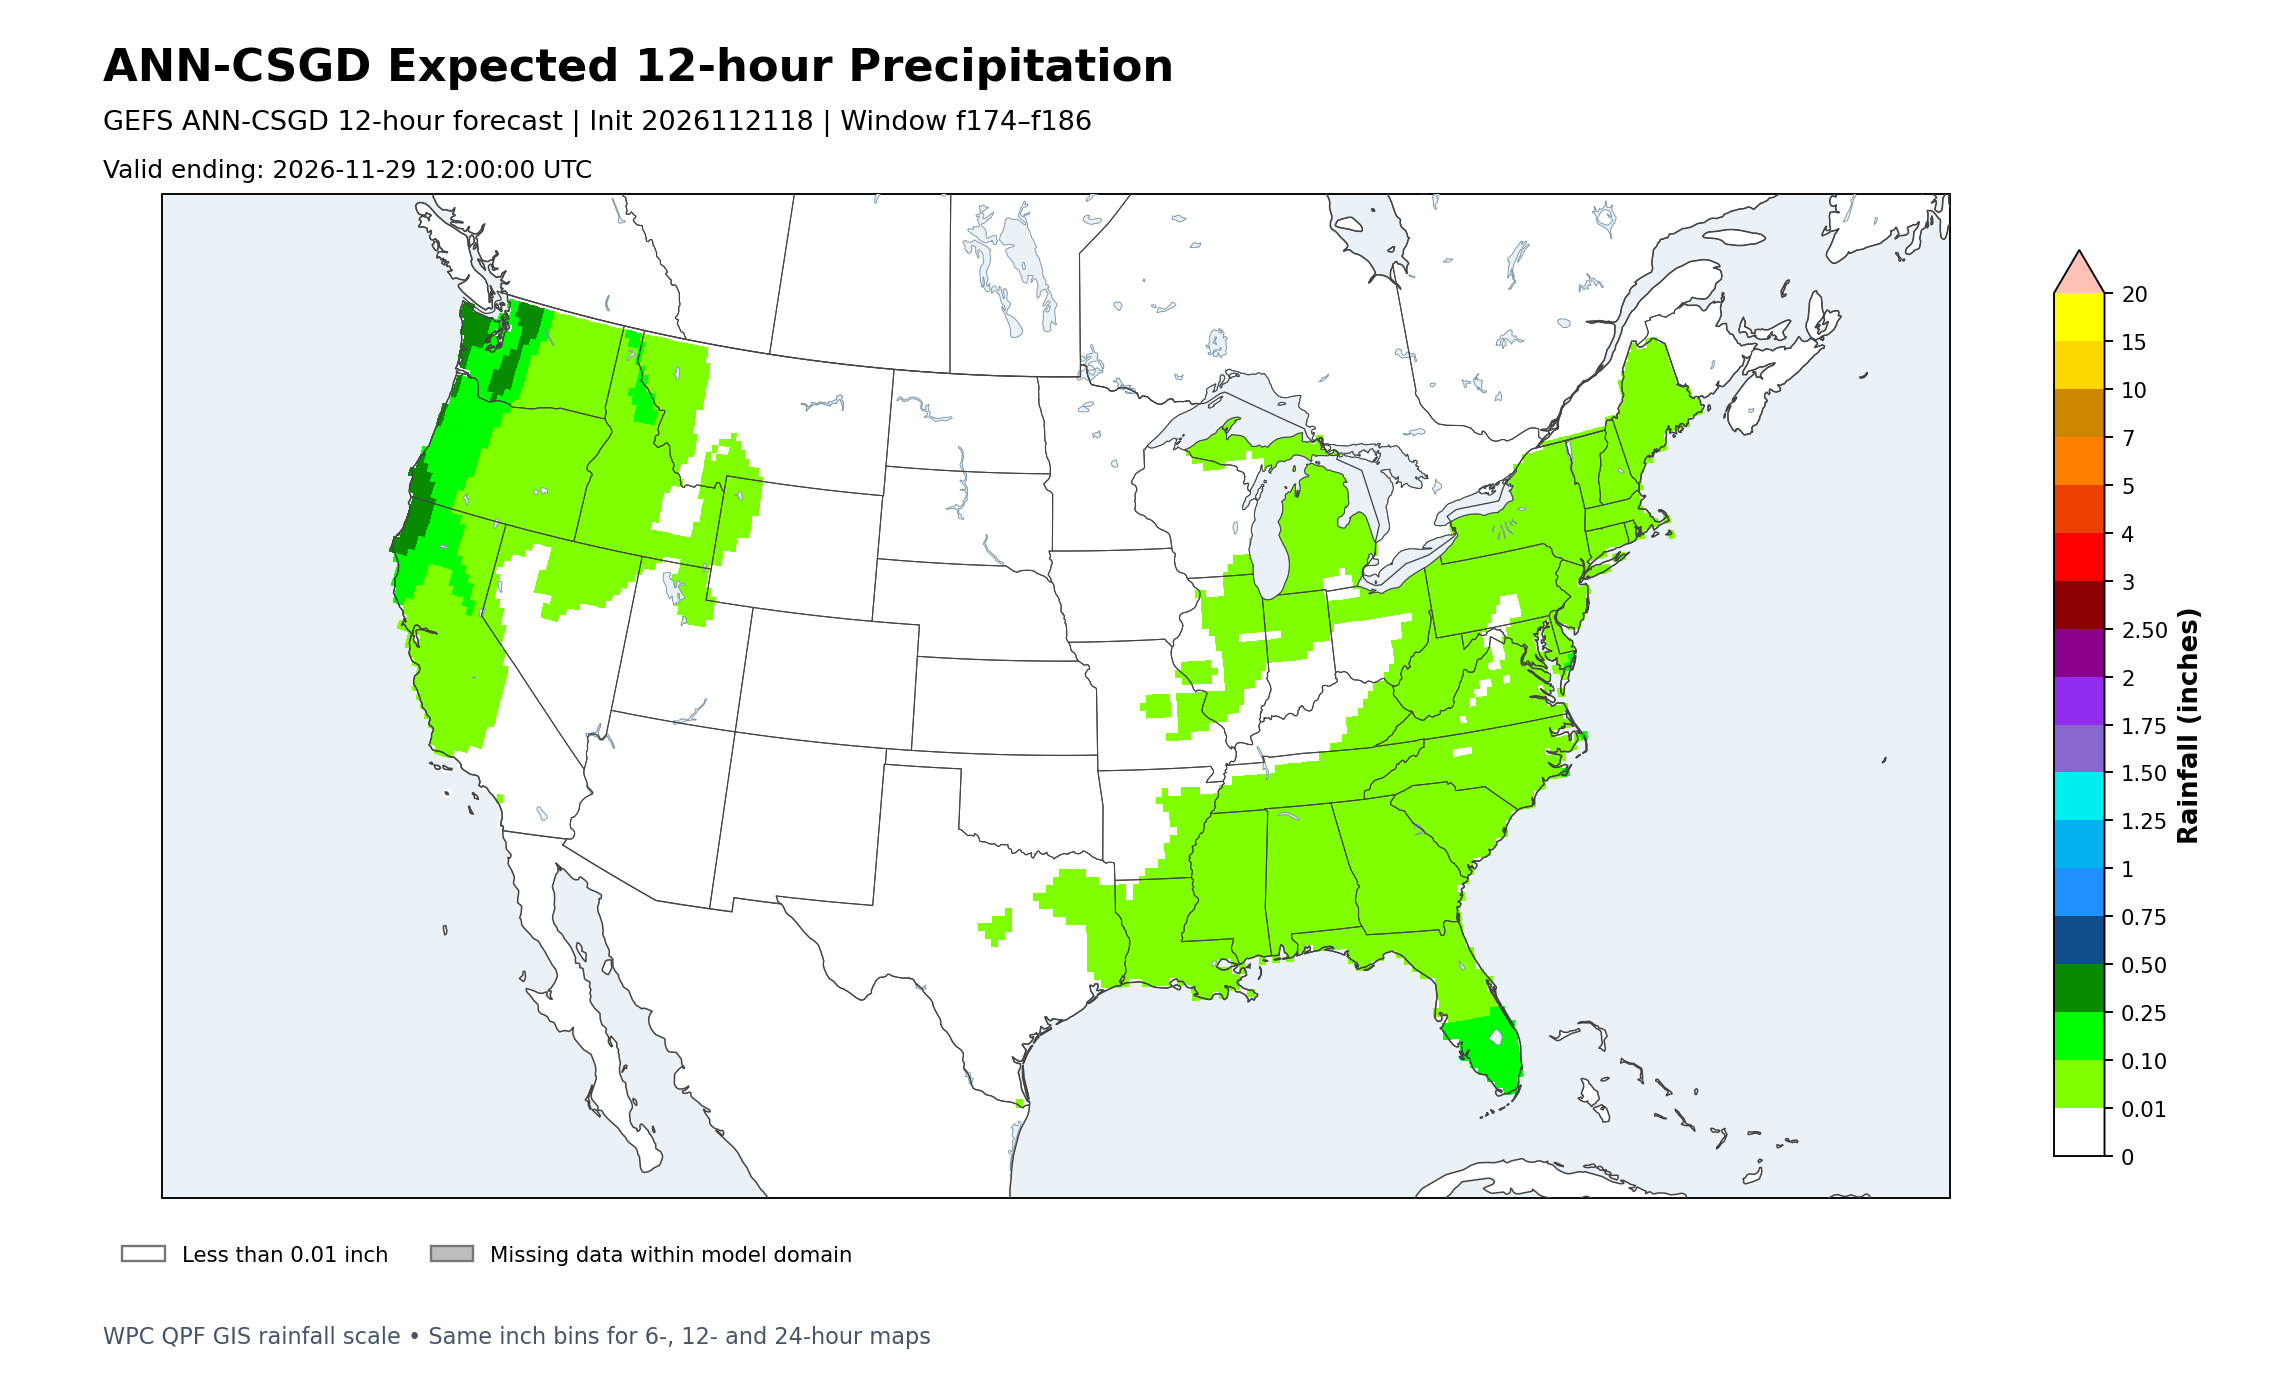 ANN-CSGD Expected 12-hour Precipitation
GEFS ANN-CSGD 12-hour forecast | Init 2026112118 | Window f174–f186
Valid ending: 2026-11-29 12:00:00 UTC
20
15
10
7
5
4
3
2.50
2
1.75
1.50
1.25
1
0.75
0.50
0.25
0.10
0.01
0
Rainfall (inches)
Less than 0.01 inch
Missing data within model domain
WPC QPF GIS rainfall scale • Same inch bins for 6-, 12- and 24-hour maps